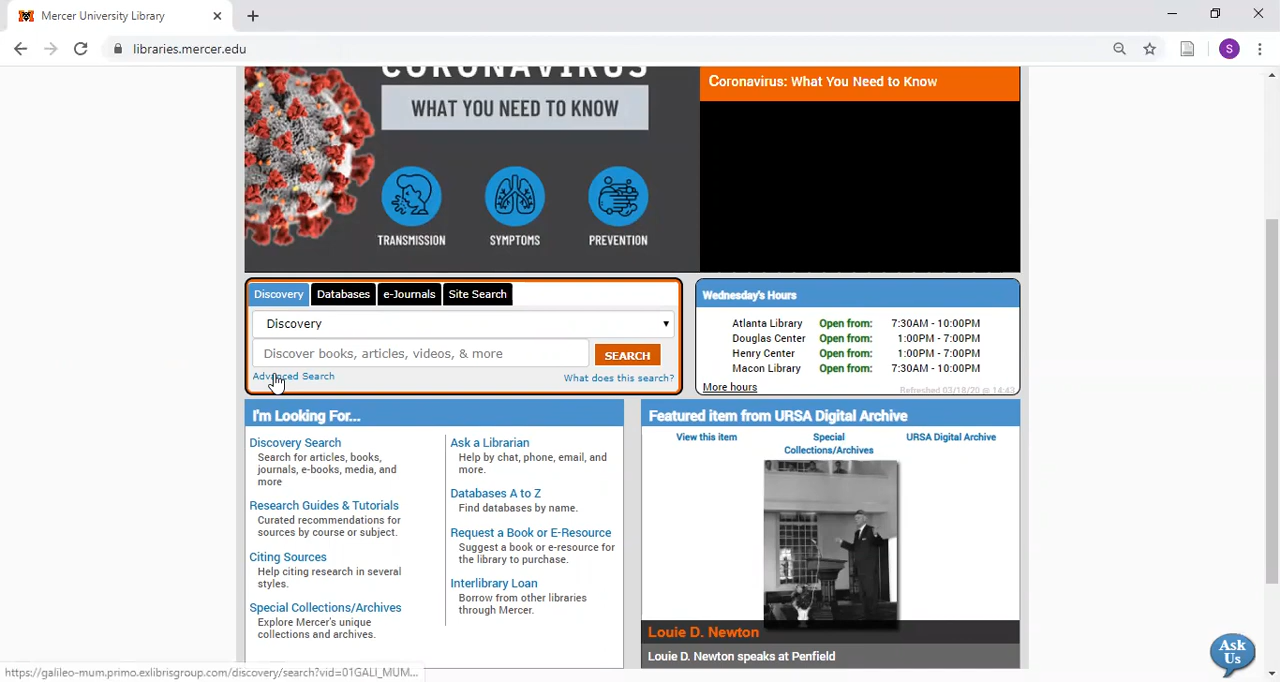 Mercer University Library
libraries.mercer.edu
S
CORONAVIRUS
WHAT YOU NEED TO KNOW
TRANSMISSION
SYMPTOMS
PREVENTION
Coronavirus: What You Need to Know
Discovery
Databases
e-Journals
Site Search
Discovery
Discover books, articles, videos, & more
SEARCH
Advanced Search
What does this search?
Wednesday's Hours
Atlanta Library Open from: 7:30AM - 10:00PM
Douglas Center Open from: 1:00PM - 7:00PM
Henry Center Open from: 1:00PM - 7:00PM
Macon Library Open from: 7:30AM - 10:00PM
More hours
Refreshed 03/18/20 @ 14:43
I'm Looking For...
Discovery Search
Search for articles, books,
journals, e-books, media, and
more
Research Guides & Tutorials
Curated recommendations for
sources by course or subject.
Citing Sources
Help citing research in several
styles.
Special Collections/Archives
Explore Mercer's unique
collections and archives.
Ask a Librarian
Help by chat, phone, email, and
more.
Databases A to Z
Find databases by name.
Request a Book or E-Resource
Suggest a book or e-resource for
the library to purchase.
Interlibrary Loan
Borrow from other libraries
through Mercer.
Featured item from URSA Digital Archive
View this item
Special
Collections/Archives
URSA Digital Archive
Louie D. Newton
Louie D. Newton speaks at Penfield
Ask
Us
https://galileo-mum.primo.exlibrisgroup.com/discovery/search?vid=01GALI_MUM...